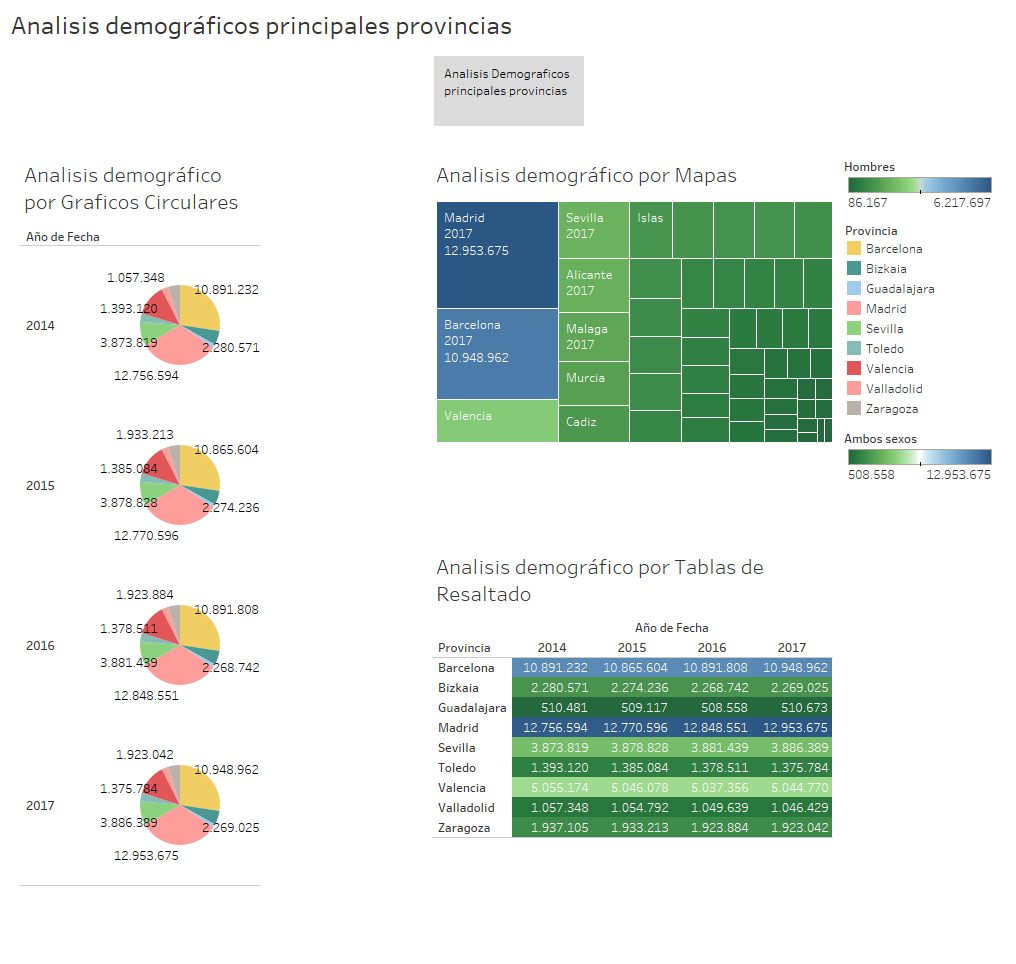 Analisis demográficos principales provincias
Analisis Demograficos
principales provincias
Analisis demográfico
por Graficos Circulares
Año de Fecha
2014
1.057.348
10.891.232
1.393.120
3.873.819
2.280.571
12.756.594
2015
1.933.213
10.865.604
1.385.084
3.878.828
2.274.236
12.770.596
2016
1.923.884
10.891.808
1.378.511
3.881.439
2.268.742
12.848.551
2017
1.923.042
10.948.962
1.375.784
3.886.389
2.269.025
12.953.675
Analisis demográfico por Mapas
Madrid
2017
12.953.675
Barcelona
2017
10.948.962
Valencia
Sevilla
2017
Alicante
2017
Malaga
2017
Murcia
Cadiz
Islas
Hombres
86.167 6.217.697
Provincia
Barcelona
Bizkaia
Guadalajara
Madrid
Sevilla
Toledo
Valencia
Valladolid
Zaragoza
Ambos sexos
508.558 12.953.675
Analisis demográfico por Tablas de
Resaltado
Año de Fecha
Provincia 2014 2015 2016 2017
Barcelona 10.891.232 10.865.604 10.891.808 10.948.962
Bizkaia 2.280.571 2.274.236 2.268.742 2.269.025
Guadalajara 510.481 509.117 508.558 510.673
Madrid 12.756.594 12.770.596 12.848.551 12.953.675
Sevilla 3.873.819 3.878.828 3.881.439 3.886.389
Toledo 1.393.120 1.385.084 1.378.511 1.375.784
Valencia 5.055.174 5.046.078 5.037.356 5.044.770
Valladolid 1.057.348 1.054.792 1.049.639 1.046.429
Zaragoza 1.937.105 1.933.213 1.923.884 1.923.042